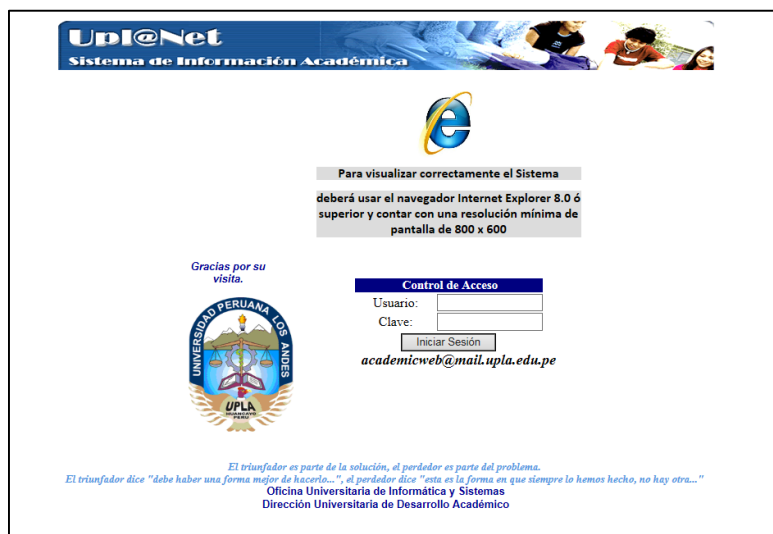 Upl@Net
Sistema de Información Académica
Para visualizar correctamente el Sistema
deberá usar el navegador Internet Explorer 8.0 ó
superior y contar con una resolución mínima de
pantalla de 800 x 600
Gracias por su
visita.
Control de Acceso
Usuario:
Clave:
Iniciar Sesión
academicweb@mail.upla.edu.pe
UNIVERSIDAD PERUANA LOS ANDES
UPLA
HUANCAYO
PERU
El triunfador es parte de la solución, el perdedor es parte del problema.
El triunfador dice "debe haber una forma mejor de hacerlo...", el perdedor dice "esta es la forma en que siempre lo hemos hecho, no hay otra..."
Oficina Universitaria de Informática y Sistemas
Dirección Universitaria de Desarrollo Académico